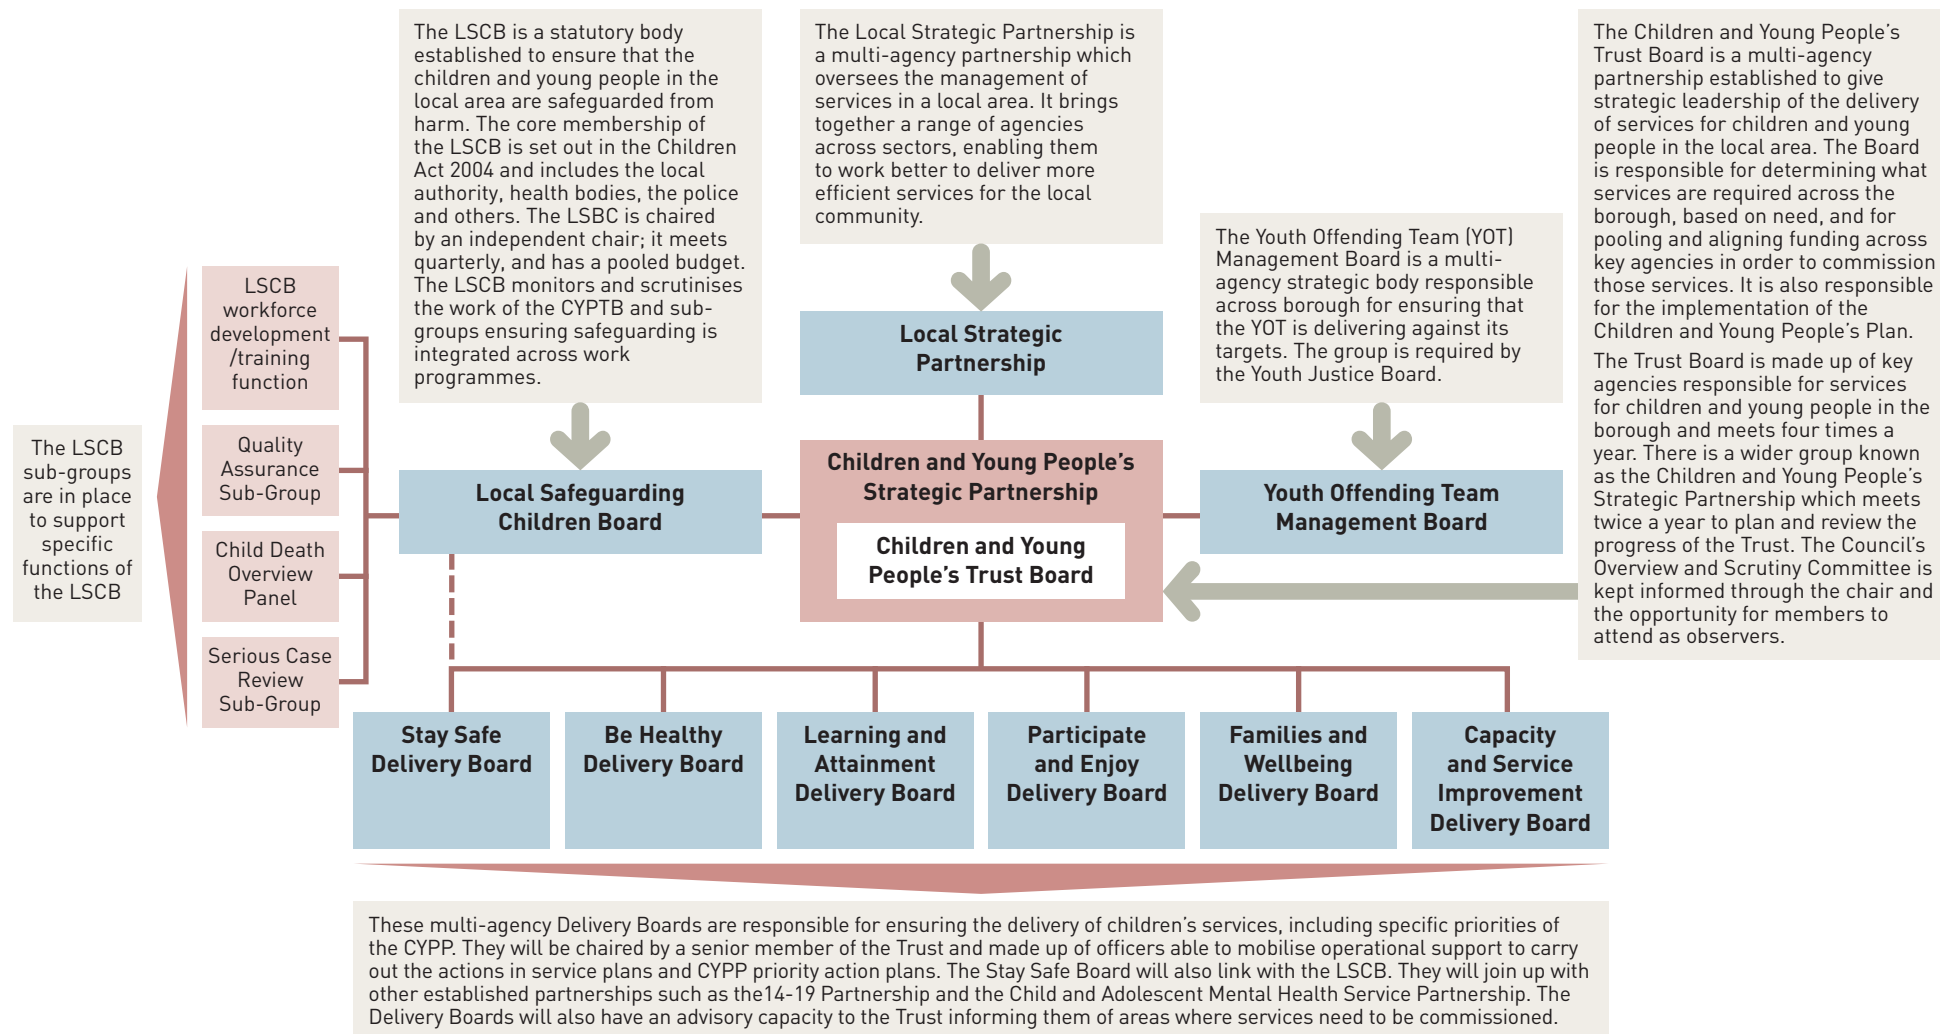 The LSCB is a statutory body
established to ensure that the
children and young people in the
local area are safeguarded from
harm. The core membership of
the LSCB is set out in the Children
Act 2004 and includes the local
authority, health bodies, the police
and others. The LSBC is chaired
by an independent chair; it meets
quarterly, and has a pooled budget.
The LSCB monitors and scrutinises
the work of the CYPTB and sub-
groups ensuring safeguarding is
integrated across work
programmes.
The Local Strategic Partnership is
a multi-agency partnership which
oversees the management of
services in a local area. It brings
together a range of agencies
across sectors, enabling them
to work better to deliver more
efficient services for the local
community.
The Youth Offending Team (YOT)
Management Board is a multi-
agency strategic body responsible
across borough for ensuring that
the YOT is delivering against its
targets. The group is required by
the Youth Justice Board.
The Children and Young People's
Trust Board is a multi-agency
partnership established to give
strategic leadership of the delivery
of services for children and young
people in the local area. The Board
is responsible for determining what
services are required across the
borough, based on need, and for
pooling and aligning funding across
key agencies in order to commission
those services. It is also responsible
for the implementation of the
Children and Young People's Plan.
The Trust Board is made up of key
agencies responsible for services
for children and young people in the
borough and meets four times a
year. There is a wider group known
as the Children and Young People's
Strategic Partnership which meets
twice a year to plan and review the
progress of the Trust. The Council's
Overview and Scrutiny Committee is
kept informed through the chair and
the opportunity for members to
attend as observers.
The LSCB
sub-groups
are in place
to support
specific
functions of
the LSCB
LSCB
workforce
development
/training
function
Quality
Assurance
Sub-Group
Child Death
Overview
Panel
Serious Case
Review
Sub-Group
Local Strategic
Partnership
Local Safeguarding
Children Board
Children and Young People's
Strategic Partnership
Children and Young
People's Trust Board
Youth Offending Team
Management Board
Stay Safe
Delivery Board
Be Healthy
Delivery Board
Learning and
Attainment
Delivery Board
Participate
and Enjoy
Delivery Board
Families and
Wellbeing
Delivery Board
Capacity
and Service
Improvement
Delivery Board
These multi-agency Delivery Boards are responsible for ensuring the delivery of children's services, including specific priorities of
the CYPP. They will be chaired by a senior member of the Trust and made up of officers able to mobilise operational support to carry
out the actions in service plans and CYPP priority action plans. The Stay Safe Board will also link with the LSCB. They will join up with
other established partnerships such as the14-19 Partnership and the Child and Adolescent Mental Health Service Partnership. The
Delivery Boards will also have an advisory capacity to the Trust informing them of areas where services need to be commissioned.